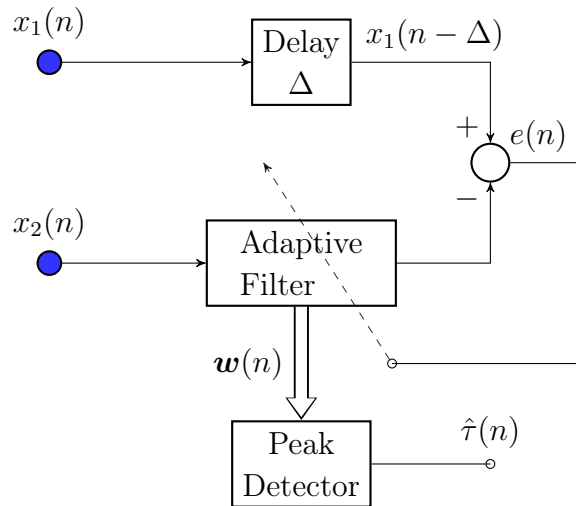 x₁(n)
Delay
Δ
x₁(n − Δ)
+
e(n)
−
x₂(n)
Adaptive
Filter
w(n)
Peak
Detector
τ̂(n)